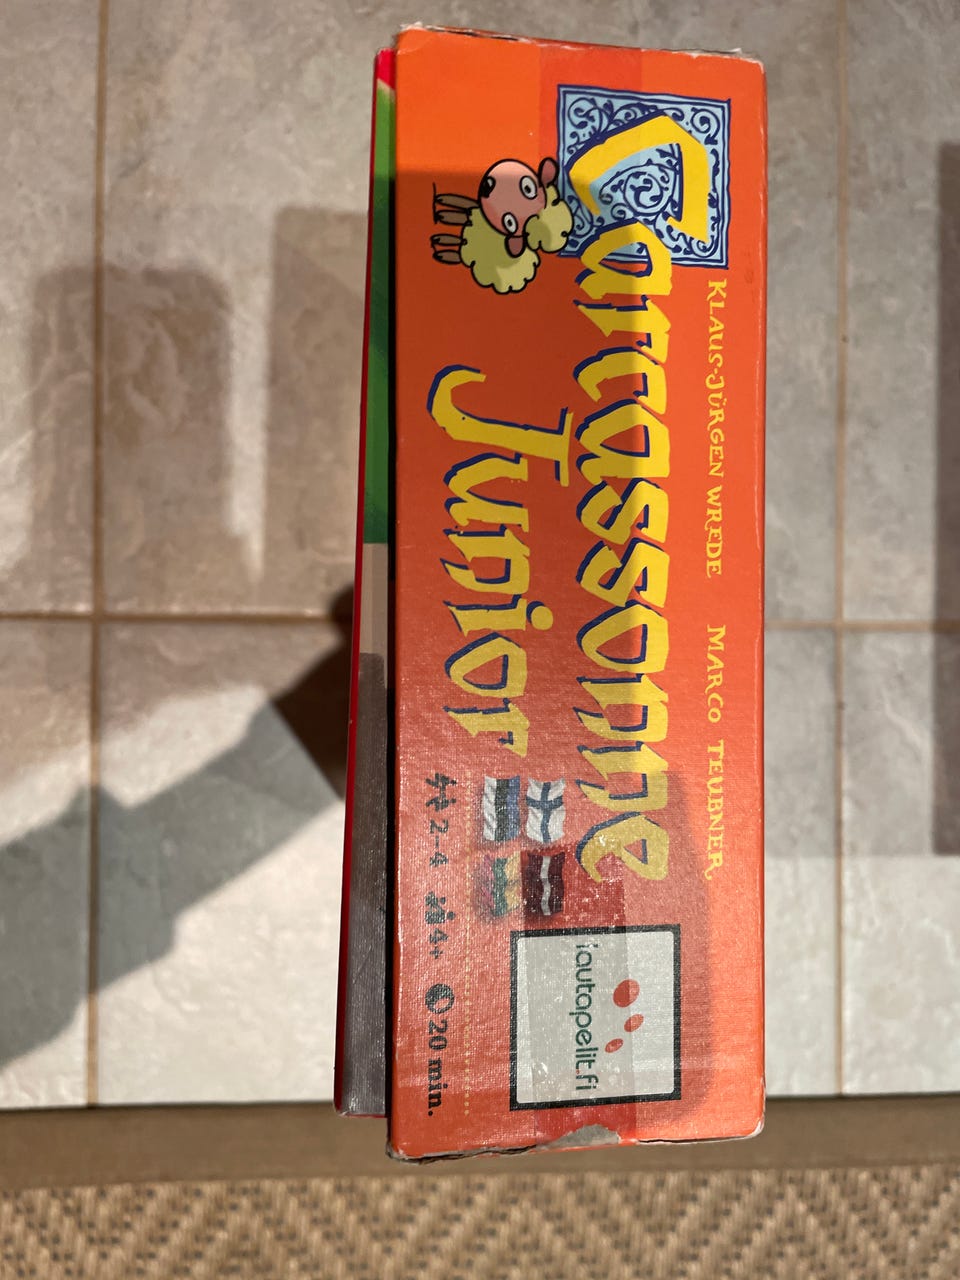 KLAUS-JÜRGEN WREDE MARCO TEUBNER
Carcassonne
Junior
2-4 4+ 20 min.
lautapelit.fi